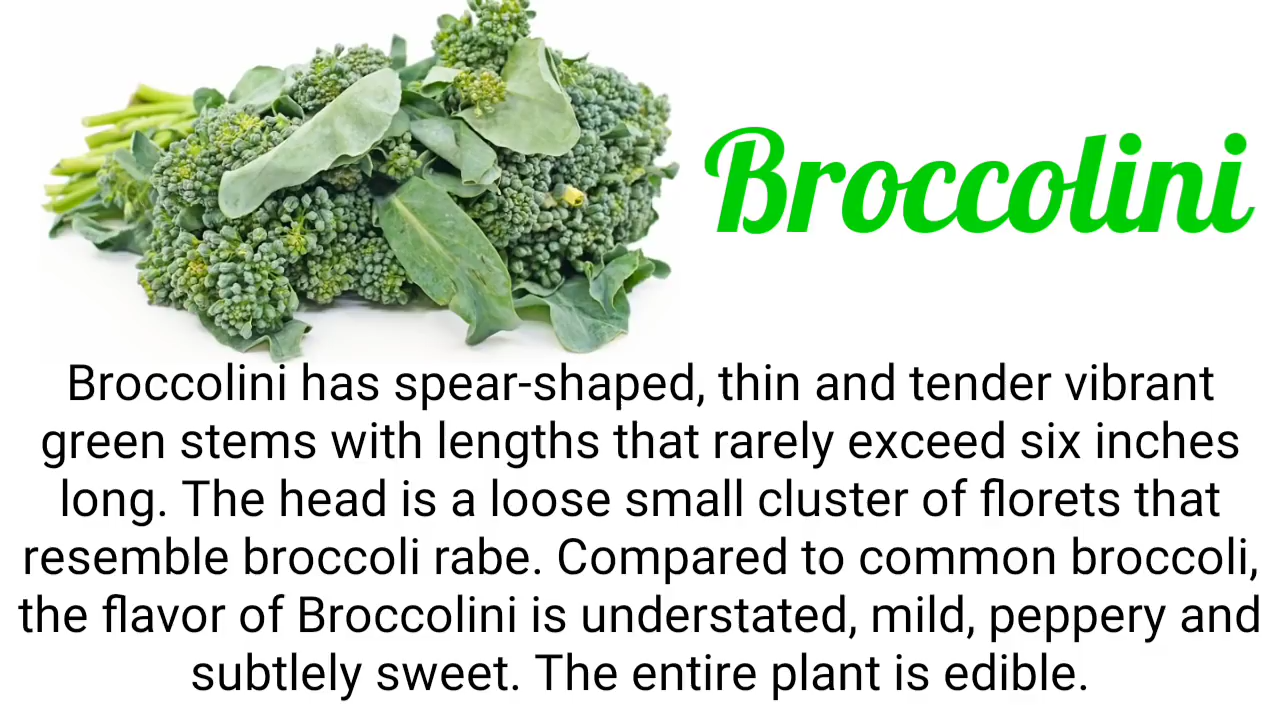 Broccolini
Broccolini has spear-shaped, thin and tender vibrant
green stems with lengths that rarely exceed six inches
long. The head is a loose small cluster of florets that
resemble broccoli rabe. Compared to common broccoli,
the flavor of Broccolini is understated, mild, peppery and
subtlely sweet. The entire plant is edible.